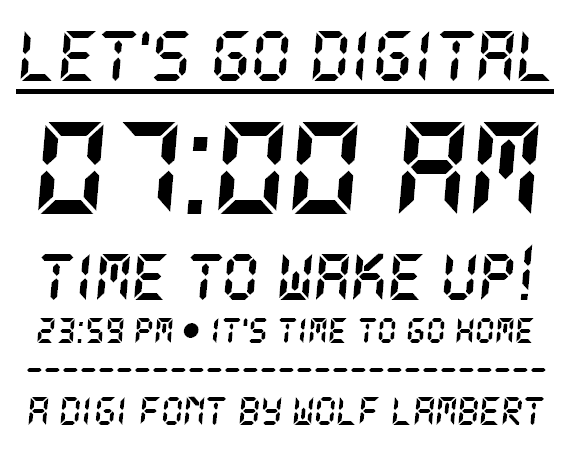 LET'S GO DIGITAL
07:00 AM
TIME TO WAKE UP!
23:59 PM • IT'S TIME TO GO HOME
A DIGI FONT BY WOLF LAMBERT